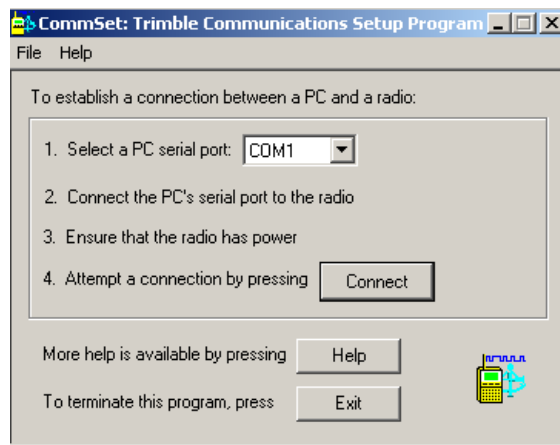 CommSet: Trimble Communications Setup Program
File Help
To establish a connection between a PC and a radio:
1. Select a PC serial port: COM1
2. Connect the PC's serial port to the radio
3. Ensure that the radio has power
4. Attempt a connection by pressing Connect
More help is available by pressing Help
To terminate this program, press Exit